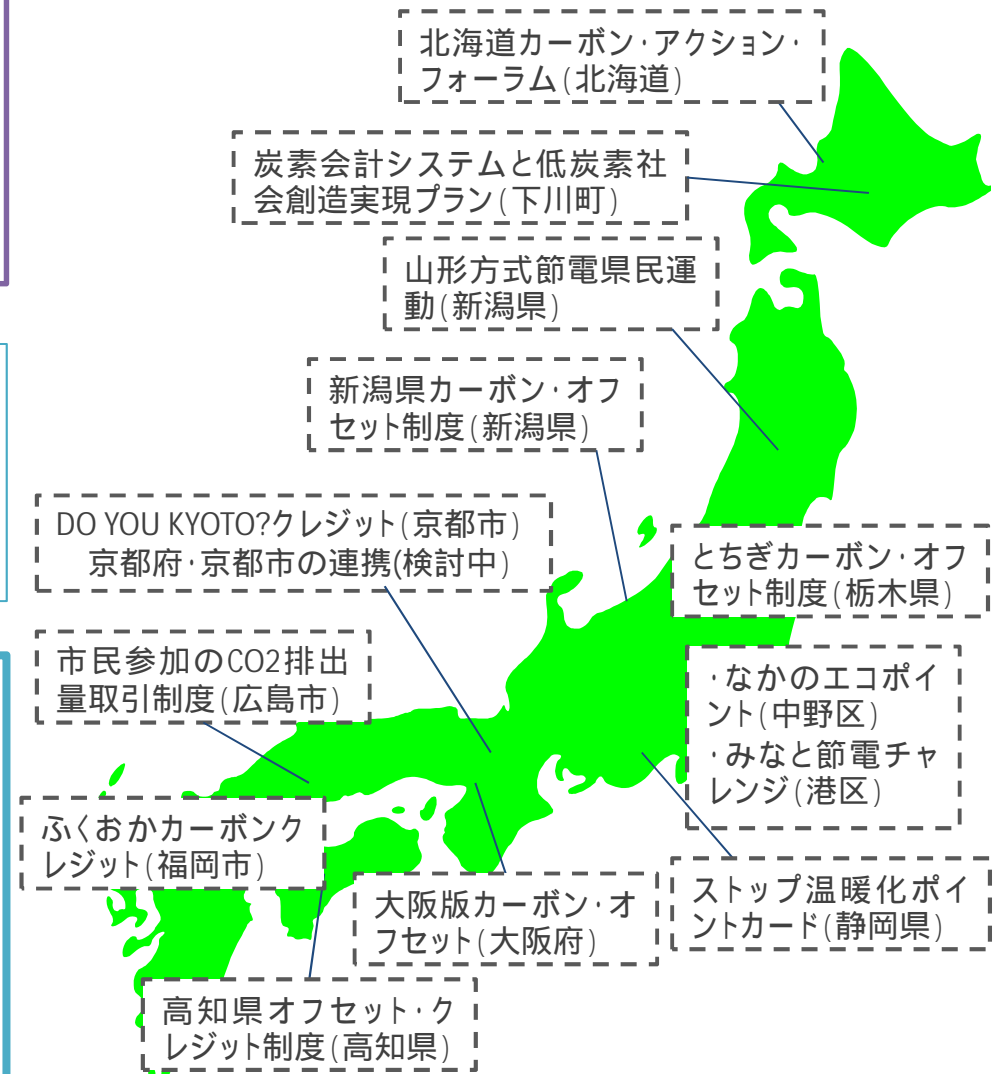 北海道カーボン・アクション・
フォーラム(北海道)
炭素会計システムと低炭素社
会創造実現プラン(下川町)
山形方式節電県民運
動(新潟県)
新潟県カーボン・オフ
セット制度(新潟県)
DO YOU KYOTO?クレジット(京都市)
京都府・京都市の連携(検討中)
とちぎカーボン・オフ
セット制度(栃木県)
市民参加のCO2排出
量取引制度(広島市)
・なかのエコポイ
ント(中野区)
・みなと節電チャ
レンジ(港区)
ふくおかカーボンク
レジット(福岡市)
大阪版カーボン・オ
フセット(大阪府)
ストップ温暖化ポイ
ントカード(静岡県)
高知県オフセット・ク
レジット制度(高知県)